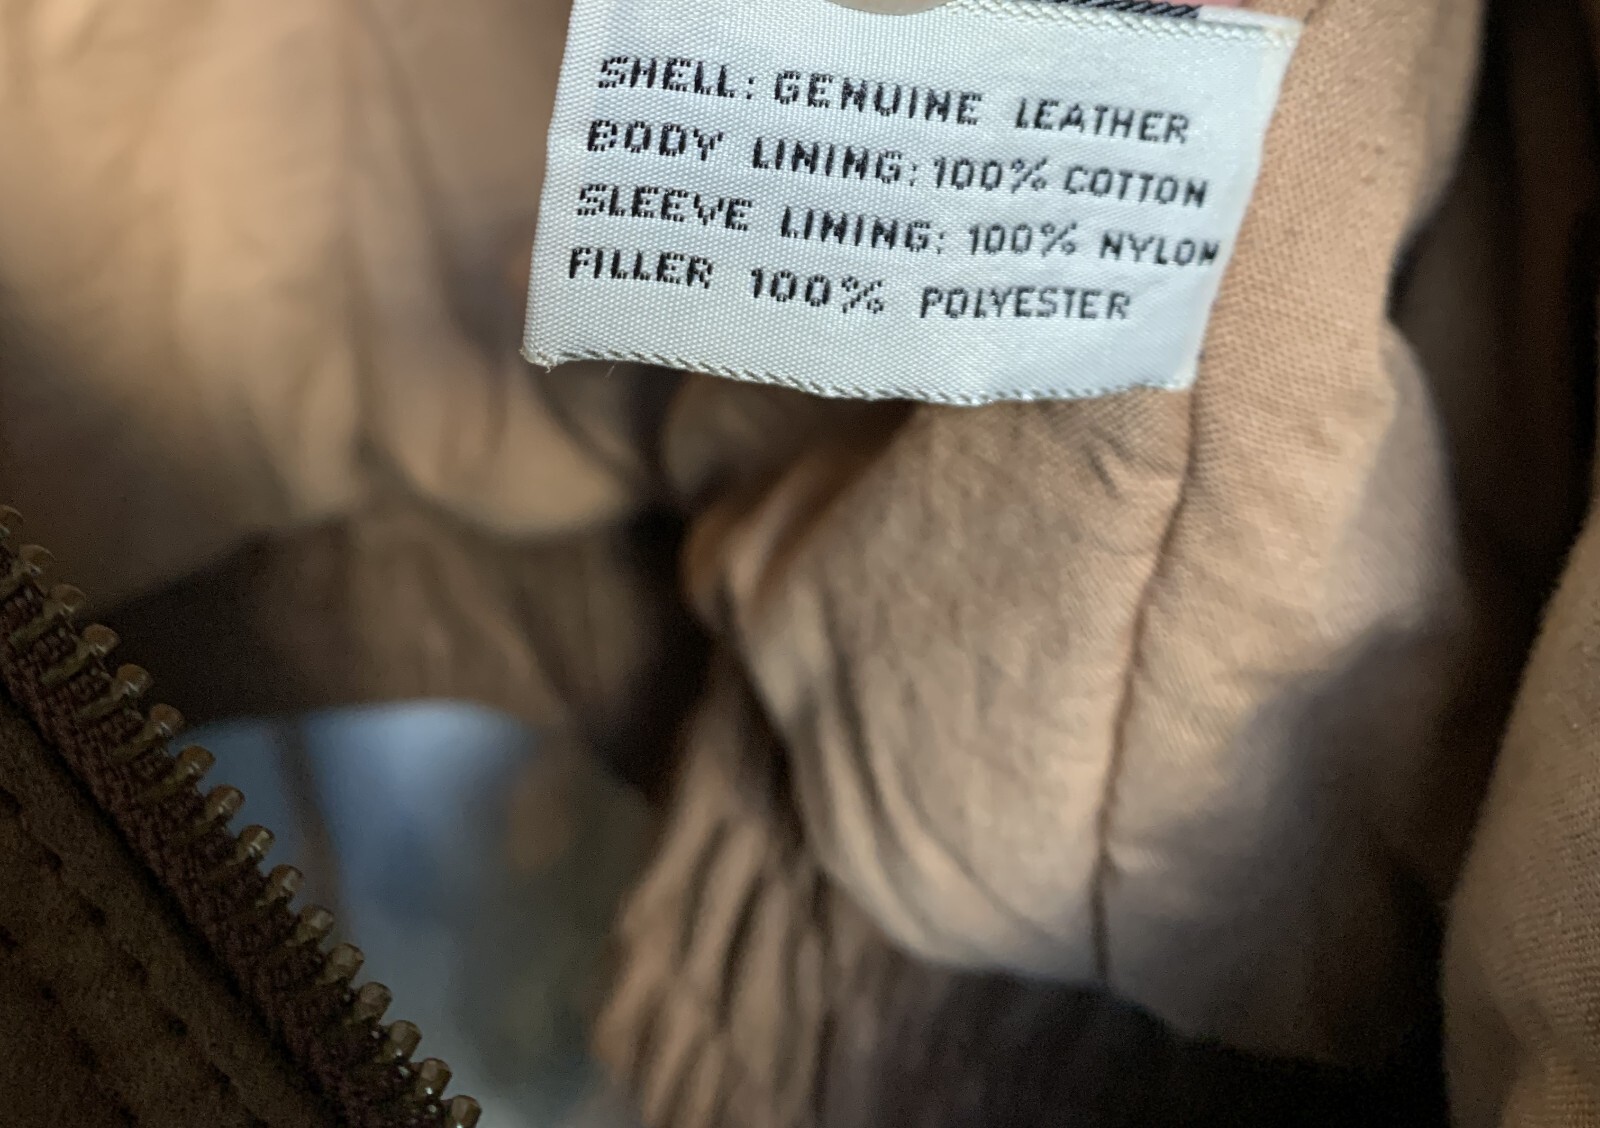 SHELL: GENUINE LEATHER
BODY LINING: 100% COTTON
SLEEVE LINING: 100% NYLON
FILLER 100% POLYESTER